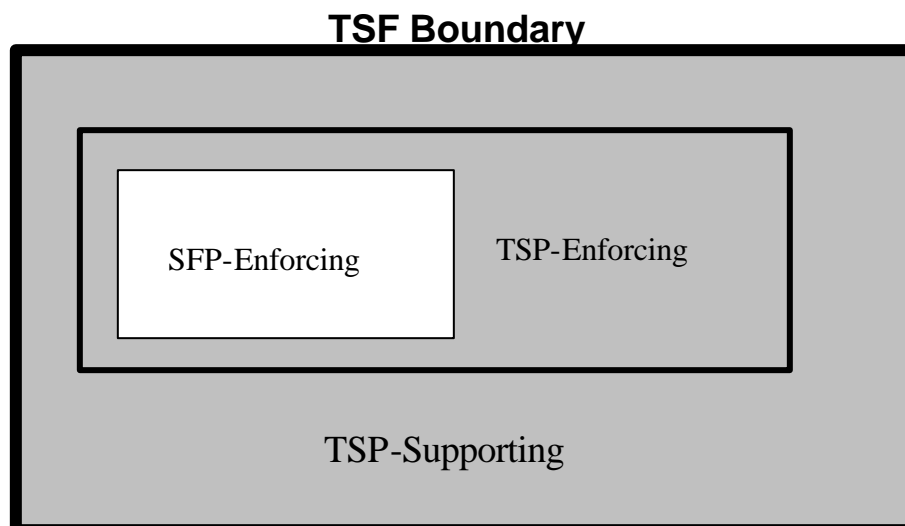 TSF Boundary
SFP-Enforcing
TSP-Enforcing
TSP-Supporting